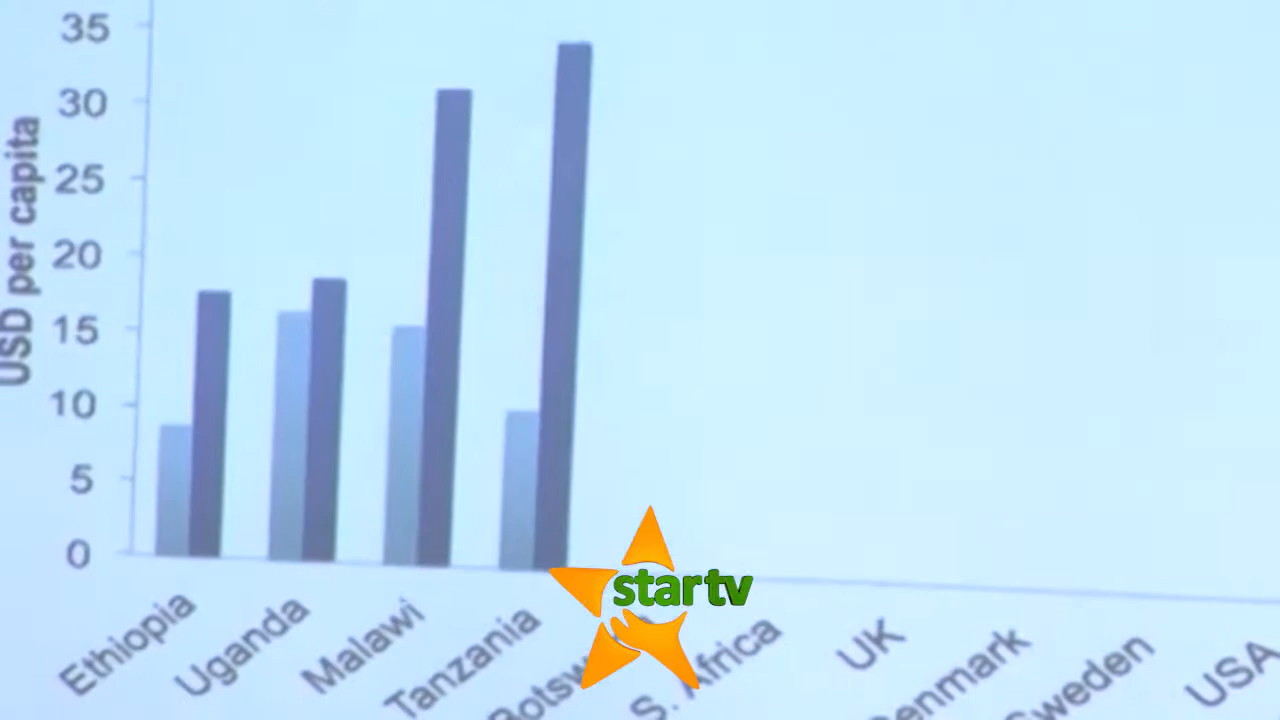 35
30
25
20
15
10
5
0
USD per capita
Ethiopia
Uganda
Malawi
Tanzania
S. Africa
UK
Denmark
Sweden
USA
startv